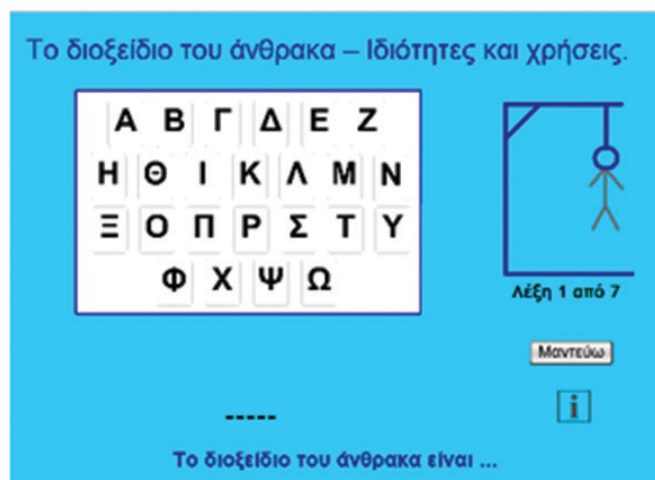 Το διοξείδιο του άνθρακα – Ιδιότητες και χρήσεις.
Α Β Γ Δ Ε Ζ
Η Θ Ι Κ Λ Μ Ν
Ξ Ο Π Ρ Σ Τ Υ
Φ Χ Ψ Ω
Λέξη 1 από 7
Μαντεύω
i
-----
Το διοξείδιο του άνθρακα είναι ...